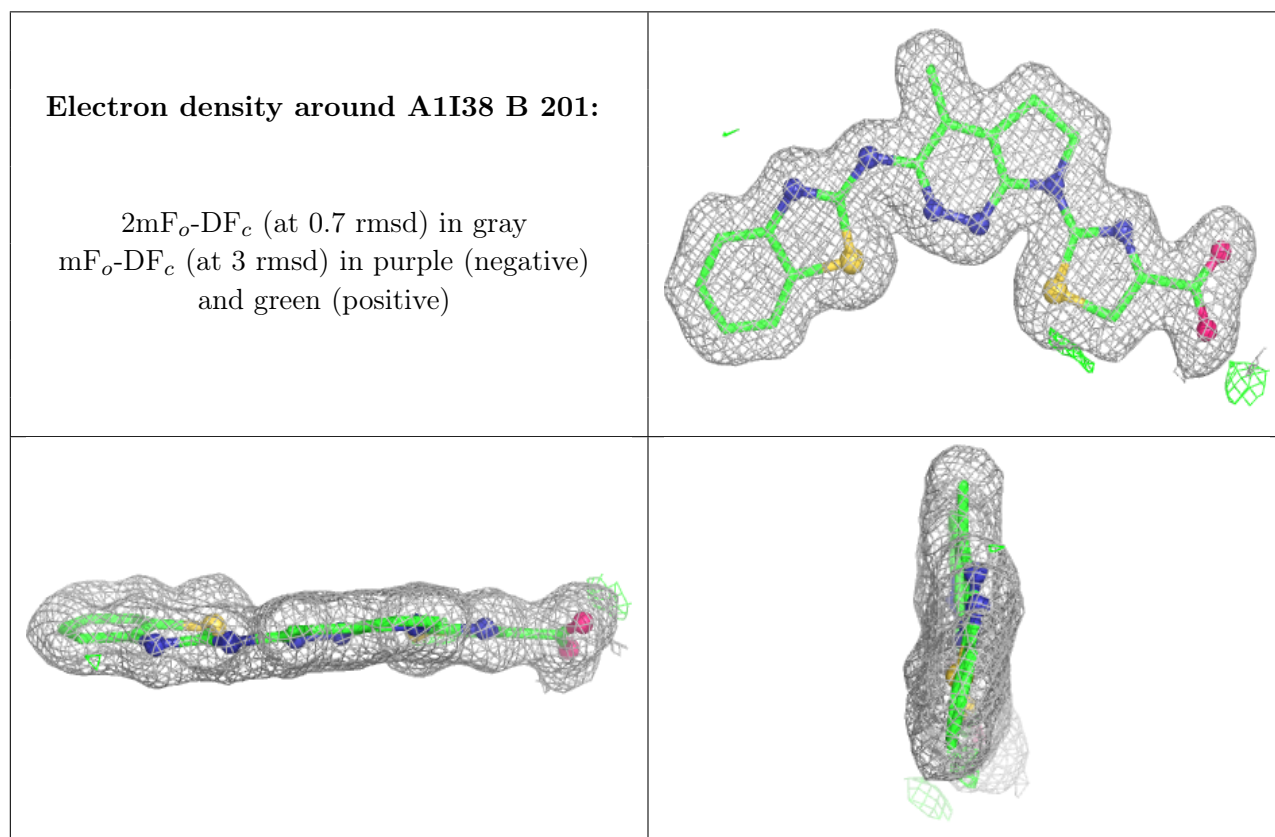 Electron density around A1I38 B 201:
2mFo-DFc (at 0.7 rmsd) in gray
mFo-DFc (at 3 rmsd) in purple (negative)
and green (positive)